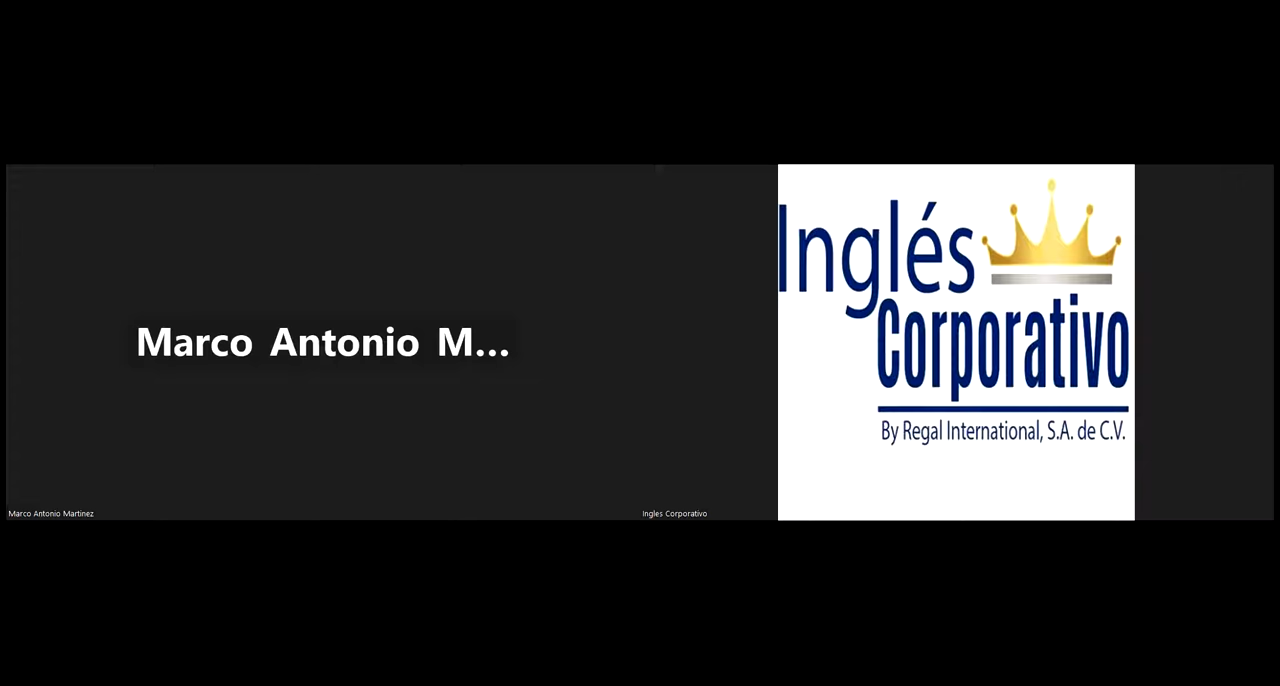 Marco Antonio M...
Marco Antonio Martinez
Inglés
Corporativo
By Regal International, S.A. de C.V.
Ingles Corporativo